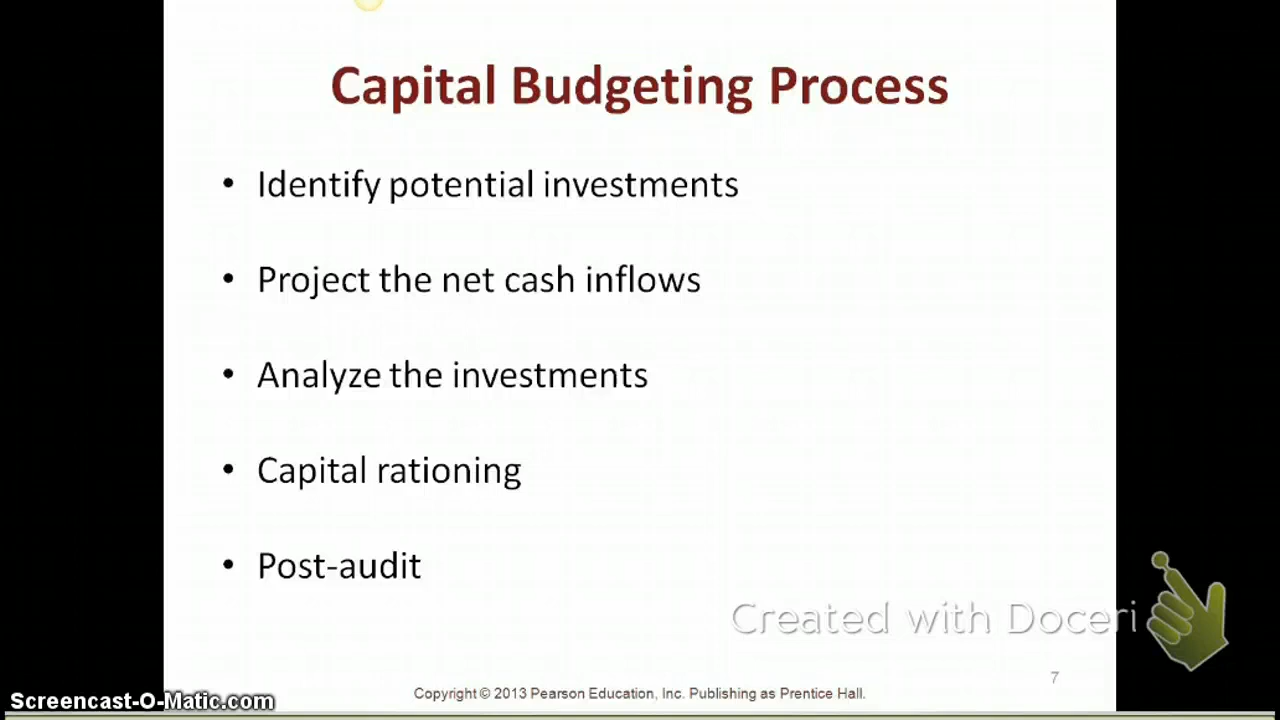 Capital Budgeting Process
• Identify potential investments
• Project the net cash inflows
• Analyze the investments
• Capital rationing
• Post-audit
Created with Doceri
7
Copyright © 2013 Pearson Education, Inc. Publishing as Prentice Hall.
Screencast-O-Matic.com